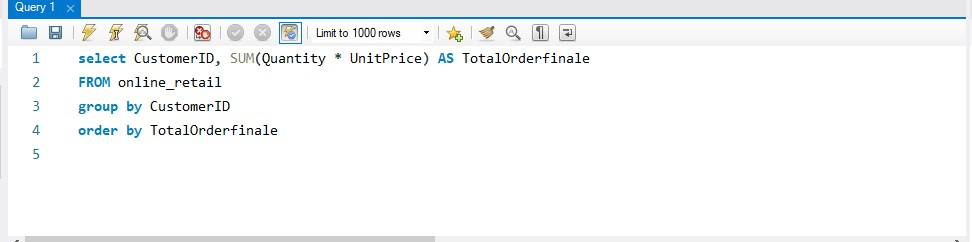 Query 1
Limit to 1000 rows
1 select CustomerID, SUM(Quantity * UnitPrice) AS TotalOrderfinale
2 FROM online_retail
3 group by CustomerID
4 order by TotalOrderfinale
5